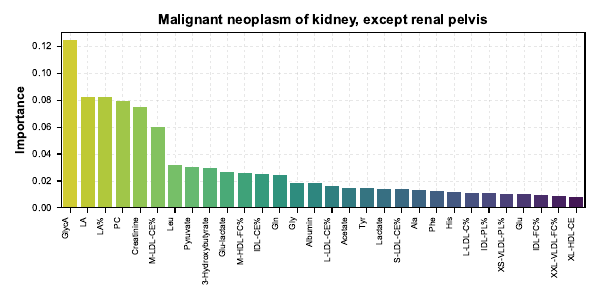 Malignant neoplasm of kidney, except renal pelvis
Importance
0.12
0.10
0.08
0.06
0.04
0.02
0.00
GlycA
LA
LA%
PC
Creatinine
M-LDL-CE%
Leu
Pyruvate
3-Hydroxybutyrate
Glu-lactate
M-HDL-FC%
IDL-CE%
Gln
Gly
Albumin
L-LDL-CE%
Acetate
Tyr
Lactate
S-LDL-CE%
Ala
Phe
His
L-LDL-C%
IDL-PL%
XS-VLDL-PL%
Glu
IDL-FC%
XXL-VLDL-FC%
XL-HDL-CE